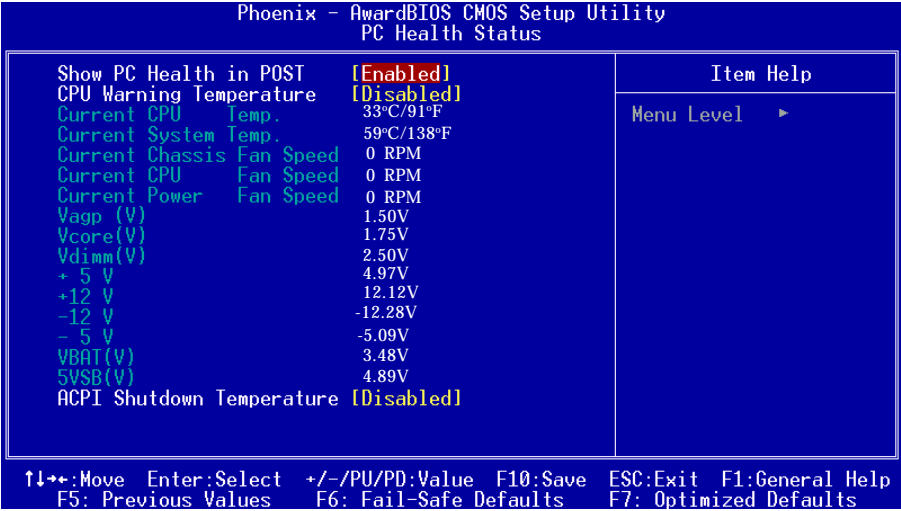 Phoenix - AwardBIOS CMOS Setup Utility
PC Health Status
Show PC Health in POST [Enabled]
CPU Warning Temperature [Disabled]
Current CPU Temp. 33°C/91°F
Current System Temp. 59°C/138°F
Current Chassis Fan Speed 0 RPM
Current CPU Fan Speed 0 RPM
Current Power Fan Speed 0 RPM
Vagp (V) 1.50V
Vcore(V) 1.75V
Vdimm(V) 2.50V
+ 5 V 4.97V
+12 V 12.12V
-12 V -12.28V
- 5 V -5.09V
VBAT(V) 3.48V
5VSB(V) 4.89V
ACPI Shutdown Temperature [Disabled]
Item Help
Menu Level ►
↑↓→←:Move Enter:Select +/-/PU/PD:Value F10:Save ESC:Exit F1:General Help
F5: Previous Values F6: Fail-Safe Defaults F7: Optimized Defaults